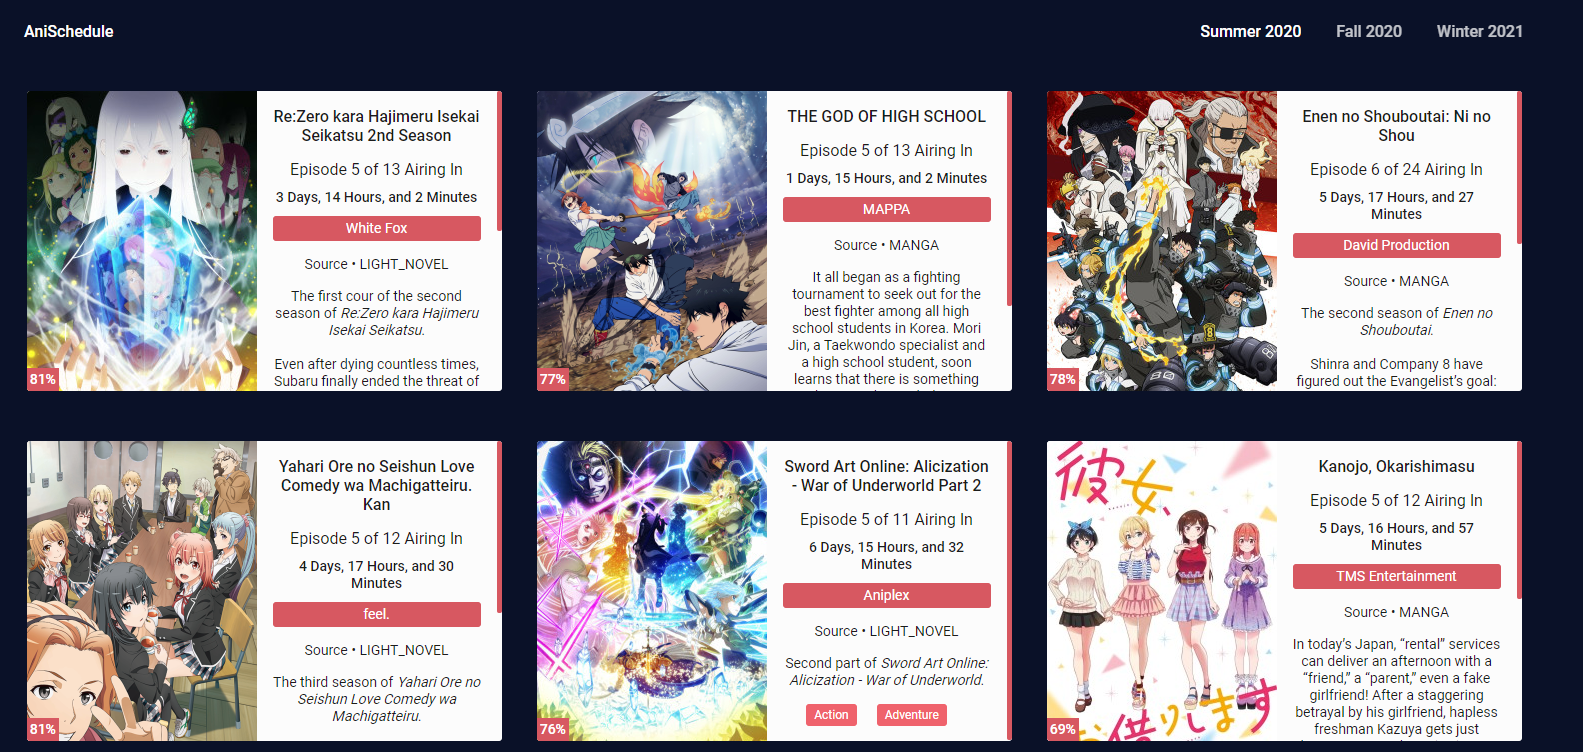 AniSchedule
Summer 2020
Fall 2020
Winter 2021
Re:Zero kara Hajimeru Isekai
Seikatsu 2nd Season
Episode 5 of 13 Airing In
3 Days, 14 Hours, and 2 Minutes
White Fox
Source • LIGHT_NOVEL
The first cour of the second
season of Re:Zero kara Hajimeru
Isekai Seikatsu.
Even after dying countless times,
Subaru finally ended the threat of
81%
THE GOD OF HIGH SCHOOL
Episode 5 of 13 Airing In
1 Days, 15 Hours, and 2 Minutes
MAPPA
Source • MANGA
It all began as a fighting
tournament to seek out for the
best fighter among all high
school students in Korea. Mori
Jin, a Taekwondo specialist and
a high school student, soon
learns that there is something
77%
Enen no Shouboutai: Ni no
Shou
Episode 6 of 24 Airing In
5 Days, 17 Hours, and 27
Minutes
David Production
Source • MANGA
The second season of Enen no
Shouboutai.
Shinra and Company 8 have
figured out the Evangelist’s goal:
78%
Yahari Ore no Seishun Love
Comedy wa Machigatteiru.
Kan
Episode 5 of 12 Airing In
4 Days, 17 Hours, and 30
Minutes
feel.
Source • LIGHT_NOVEL
The third season of Yahari Ore no
Seishun Love Comedy wa
Machigatteiru.
81%
Sword Art Online: Alicization
- War of Underworld Part 2
Episode 5 of 11 Airing In
6 Days, 15 Hours, and 32
Minutes
Aniplex
Source • LIGHT_NOVEL
Second part of Sword Art Online:
Alicization - War of Underworld.
Action
Adventure
76%
彼女、
お借りします
Kanojo, Okarishimasu
Episode 5 of 12 Airing In
5 Days, 16 Hours, and 57
Minutes
TMS Entertainment
Source • MANGA
In today’s Japan, “rental” services
can deliver an afternoon with a
“friend,” a “parent,” even a fake
girlfriend! After a staggering
betrayal by his girlfriend, hapless
freshman Kazuya gets just
69%